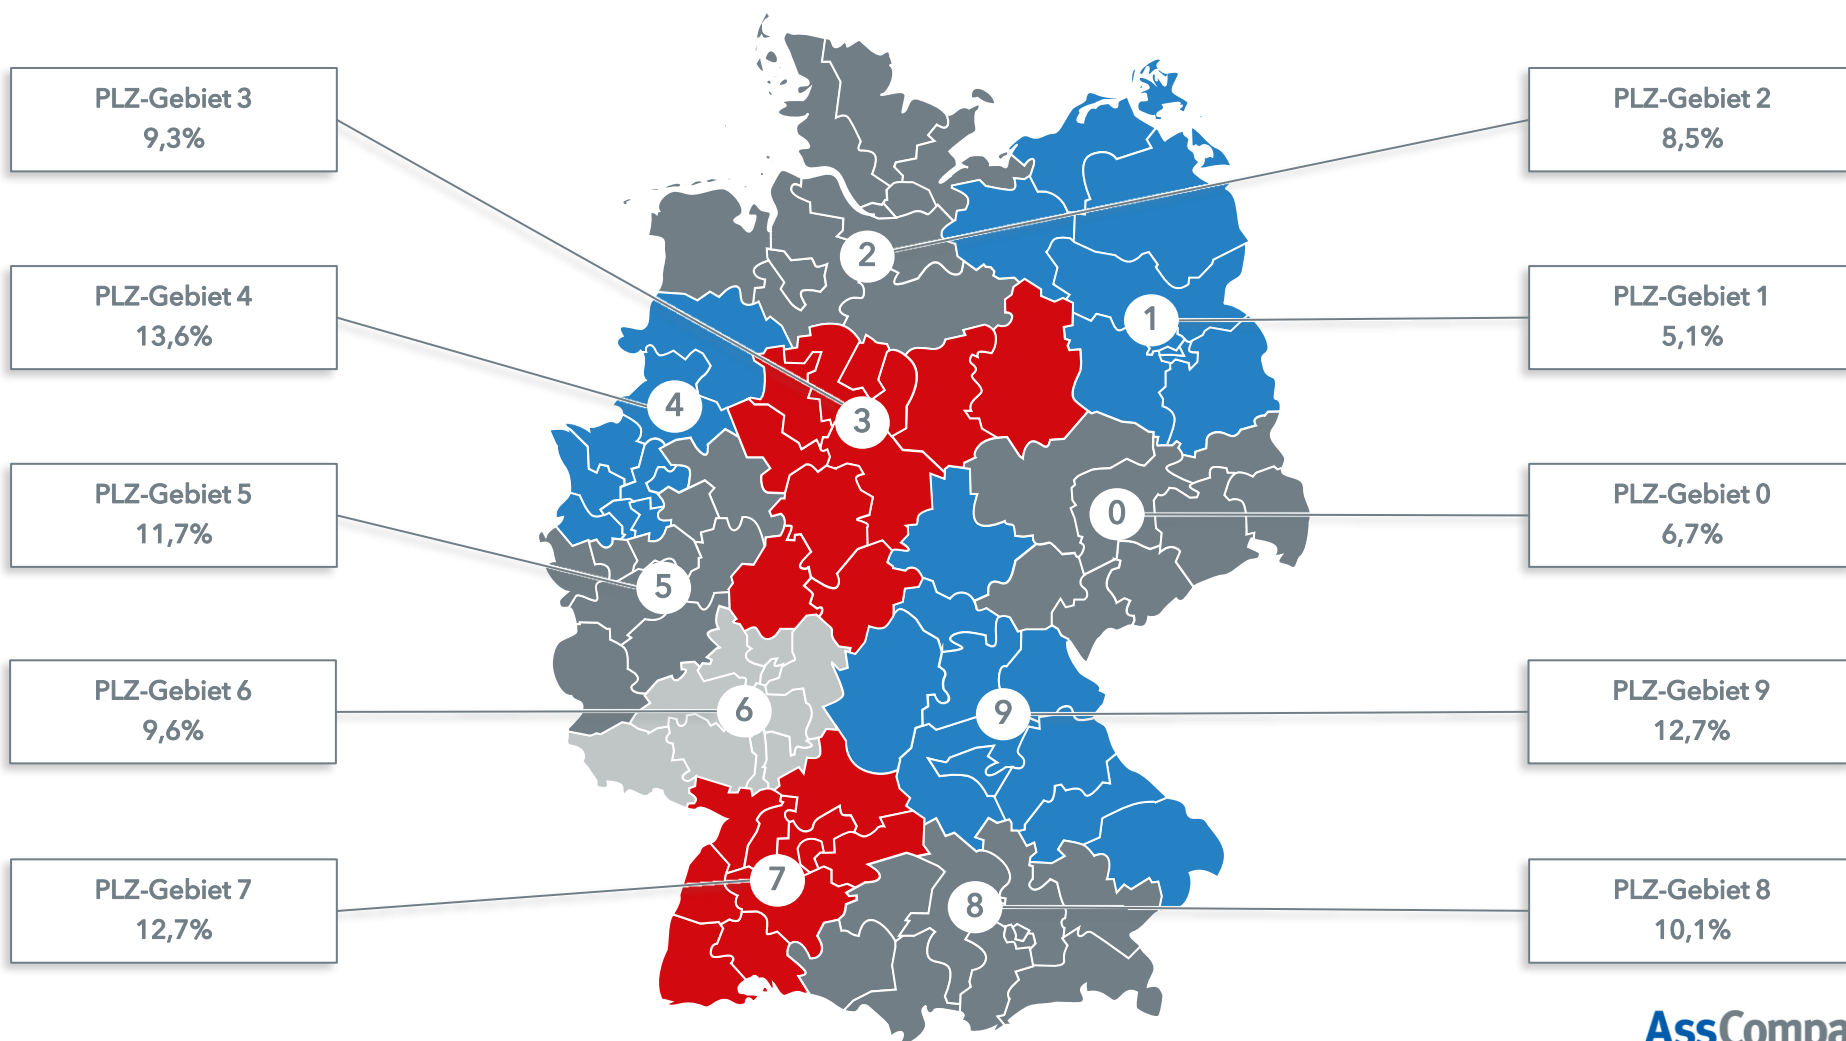 PLZ-Gebiet 3
9,3%
PLZ-Gebiet 4
13,6%
PLZ-Gebiet 5
11,7%
PLZ-Gebiet 6
9,6%
PLZ-Gebiet 7
12,7%
2
1
4
3
0
5
6
9
7
8
PLZ-Gebiet 2
8,5%
PLZ-Gebiet 1
5,1%
PLZ-Gebiet 0
6,7%
PLZ-Gebiet 9
12,7%
PLZ-Gebiet 8
10,1%
AssCompa